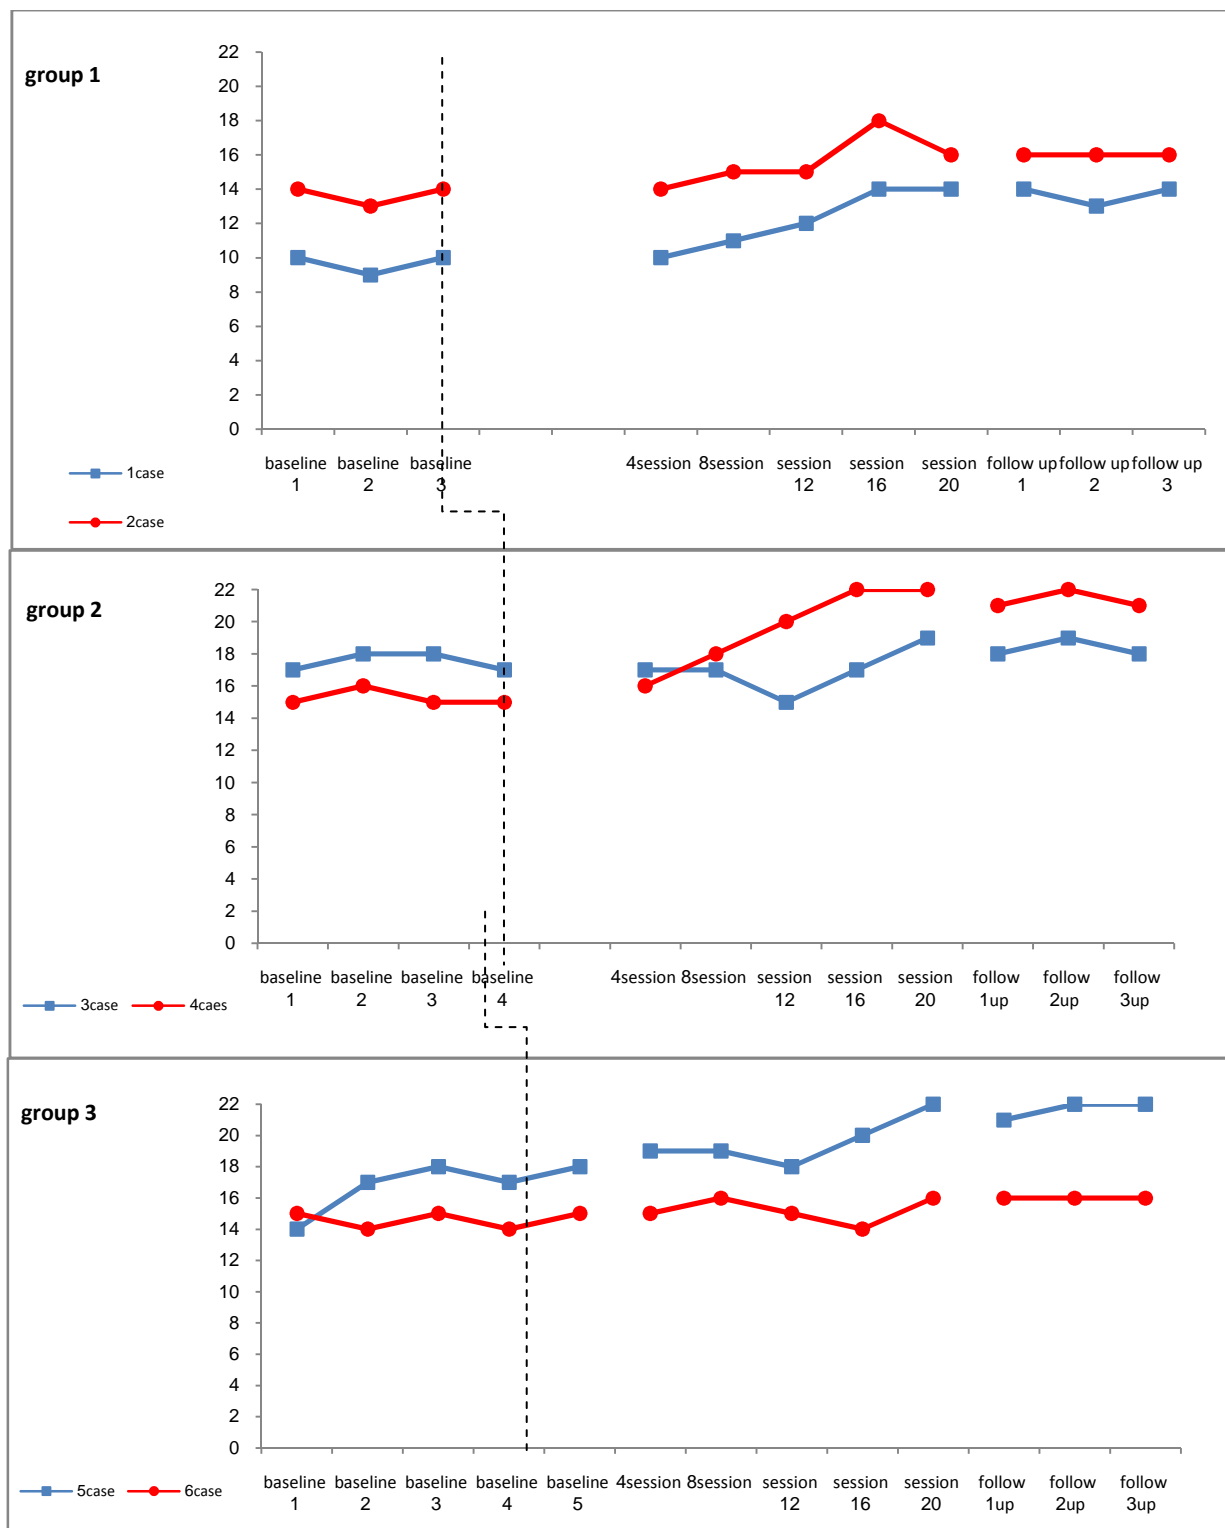 group 1
22
20
18
16
14
12
10
8
6
4
2
0
baseline baseline baseline 4session 8session session session session follow up follow up follow up
1 2 3 12 16 20 1 2 3
1case
2case
group 2
22
20
18
16
14
12
10
8
6
4
2
0
baseline baseline baseline baseline 4session 8session session session session follow follow follow
1 2 3 4 12 16 20 1up 2up 3up
3case 4caes
group 3
22
20
18
16
14
12
10
8
6
4
2
0
baseline baseline baseline baseline baseline 4session 8session session session session follow follow follow
1 2 3 4 5 12 16 20 1up 2up 3up
5case 6case